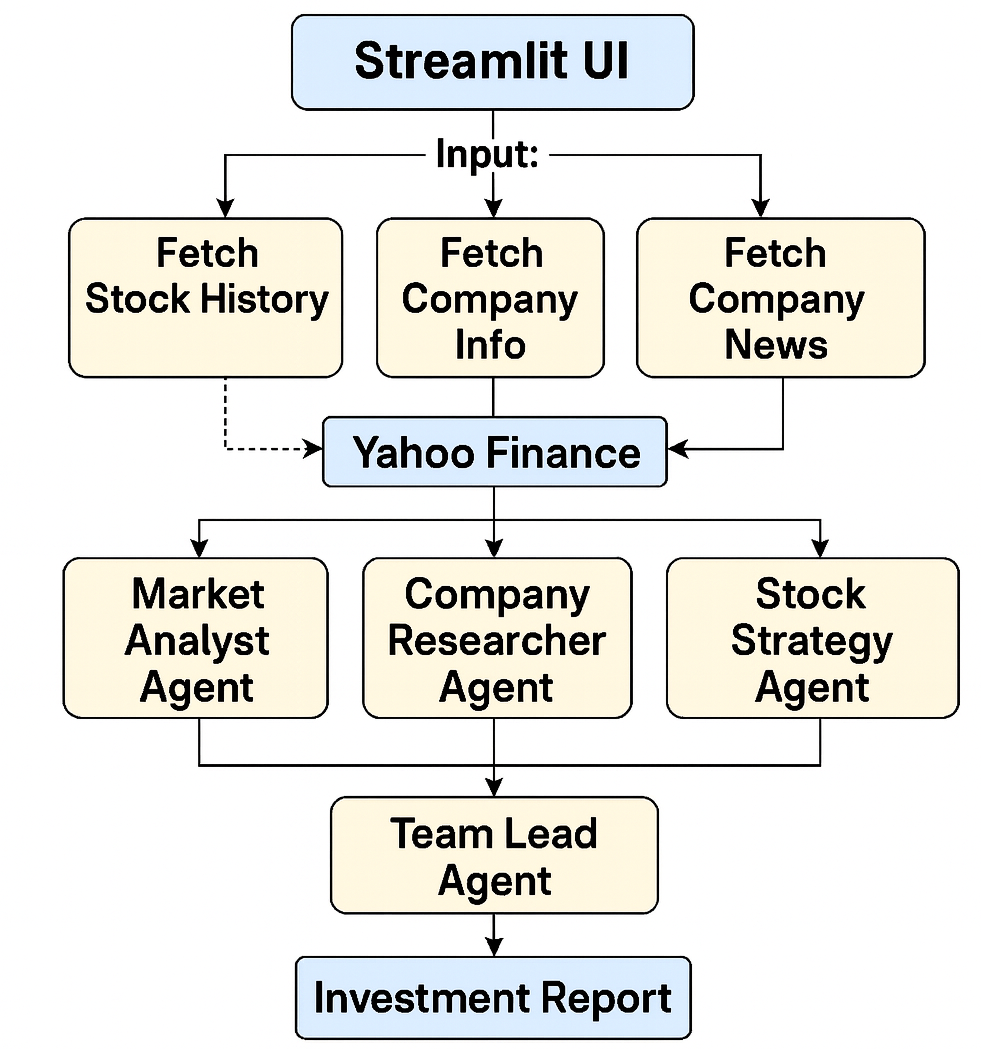 Streamlit UI
Input:
Fetch
Stock History
Fetch
Company
Info
Fetch
Company
News
Yahoo Finance
Market
Analyst
Agent
Company
Researcher
Agent
Stock
Strategy
Agent
Team Lead
Agent
Investment Report